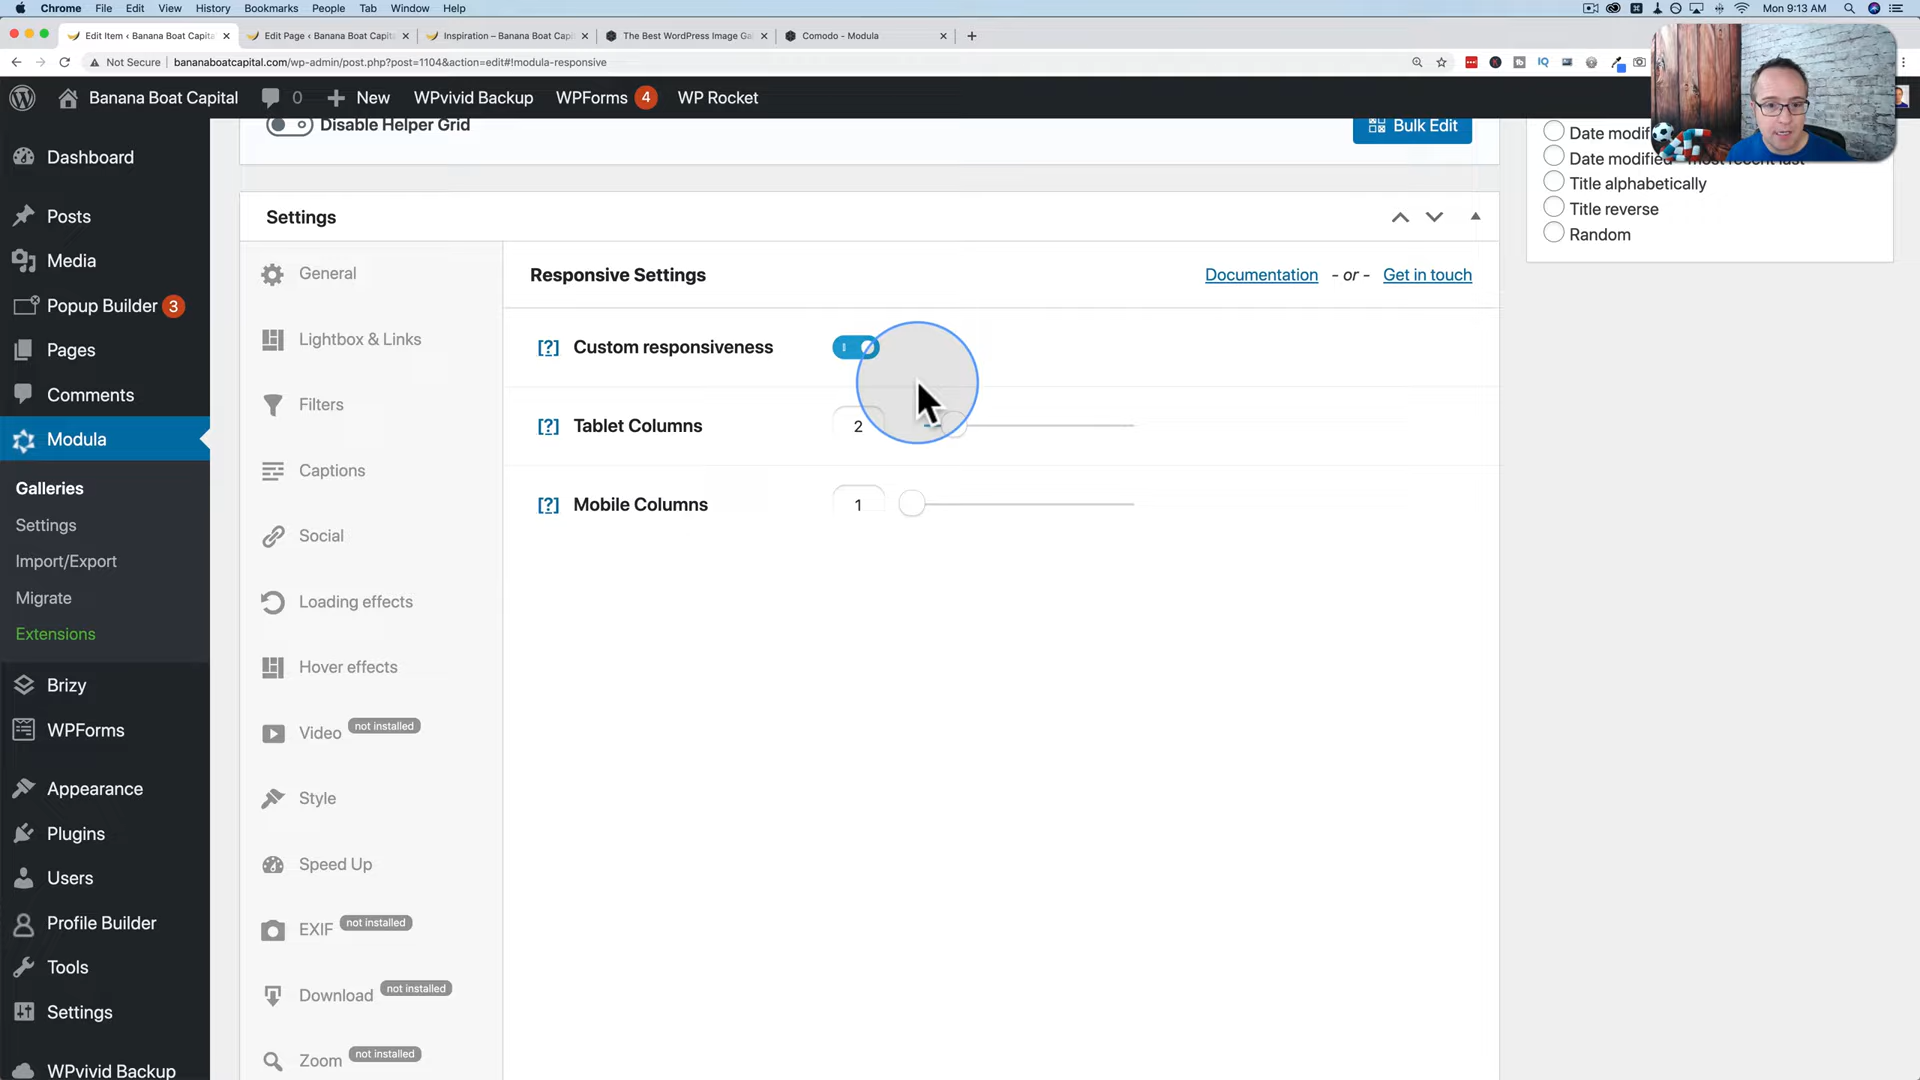 Chrome File Edit View History Bookmarks People Tab Window Help Mon 9:13 AM
Edit Item ‹ Banana Boat Capita Edit Page ‹ Banana Boat Capita Inspiration – Banana Boat Cap The Best WordPress Image Ga Comodo - Modula
Not Secure bananaboatcapital.com/wp-admin/post.php?post=1104&action=edit#!modula-responsive
IQ
Banana Boat Capital 0 New WPvivid Backup WPForms 4 WP Rocket
Disable Helper Grid
Bulk Edit
Date modif
Date modified
Title alphabetically
Title reverse
Random
Dashboard
Posts
Media
Popup Builder 3
Pages
Comments
Modula
Galleries
Settings
Import/Export
Migrate
Extensions
Brizy
WPForms
Appearance
Plugins
Users
Profile Builder
Tools
Settings
WPvivid Backup
Settings
General
Lightbox & Links
Filters
Captions
Social
Loading effects
Hover effects
Video not installed
Style
Speed Up
EXIF not installed
Download not installed
Zoom not installed
Responsive Settings
Documentation - or - Get in touch
[?] Custom responsiveness
[?] Tablet Columns 2
[?] Mobile Columns 1